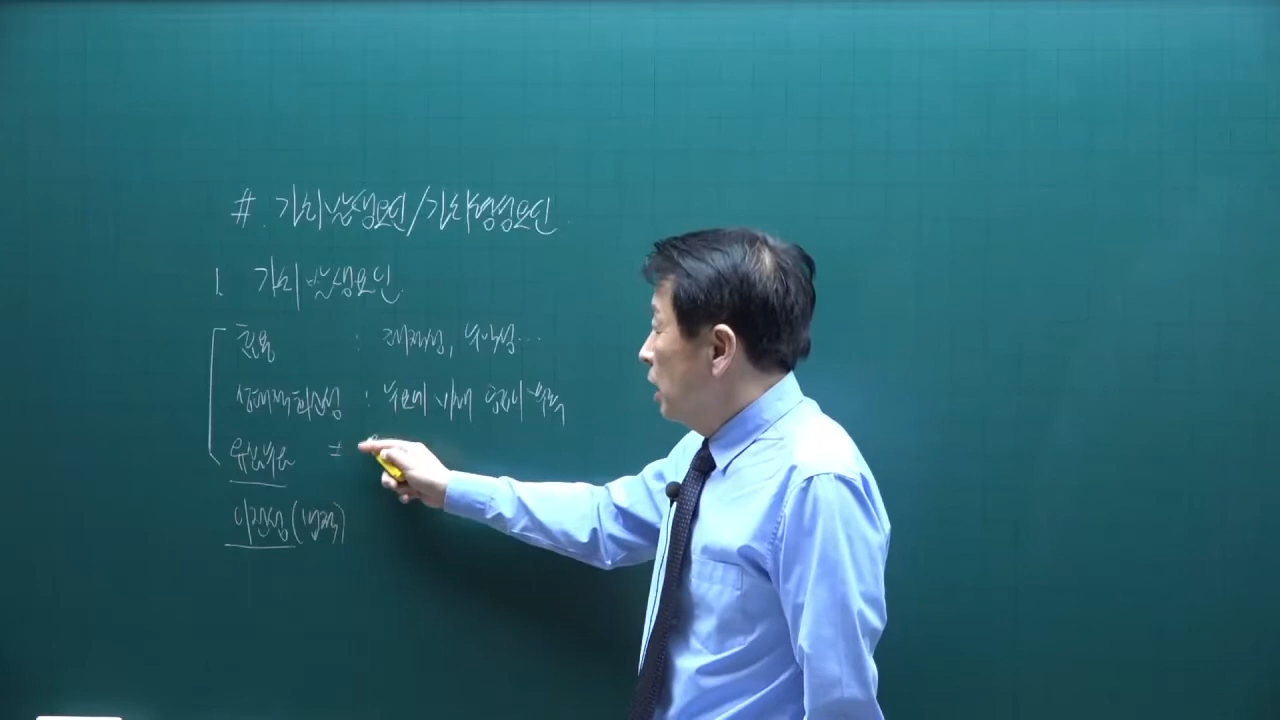 # 가치발생요인/가치형성요인
1. 가치발생요인
효용 : 쾌적성, 수익성...
상대적희소성 : 수요에 비해 공급이 부족
유효수요 ≠
이전성(법적)